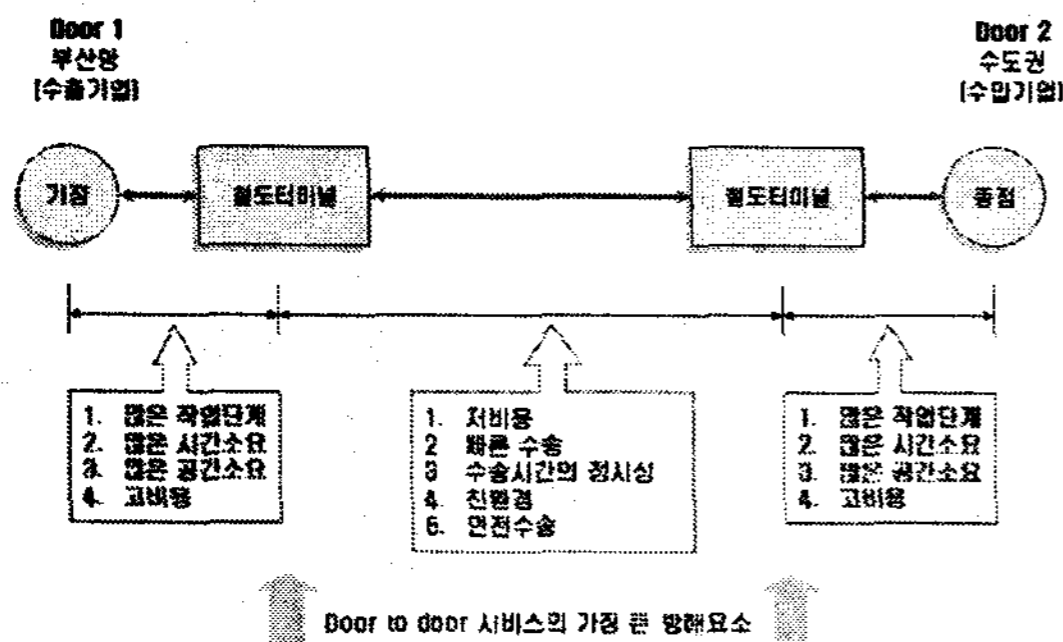 Door 1
부산항
[수출기업]
Door 2
수도권
[수입기업]
기점
철도터미널
철도터미널
종점
1. 많은 작업단계
2. 많은 시간소요
3. 많은 공간소요
4. 고비용
1. 저비용
2 빠른 수송
3 수송시간의 정시성
4 친환경
5. 안전수송
1. 많은 작업단계
2. 많은 시간소요
3. 많은 공간소요
4. 고비용
Door to door 서비스의 가장 큰 방해요소